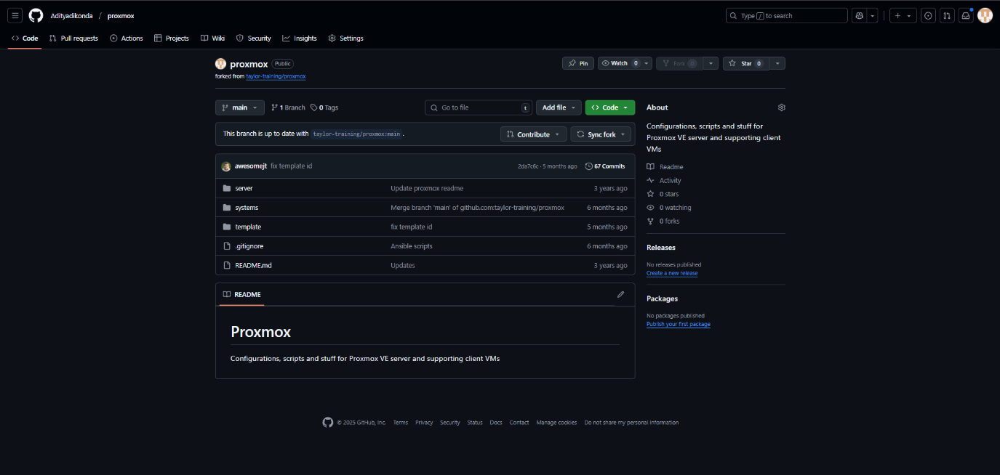 Adityadikonda / proxmox
Type / to search
Code
Pull requests
Actions
Projects
Wiki
Security
Insights
Settings
proxmox Public
forked from taylor-training/proxmox
Pin
Watch 0
Fork 0
Star 0
main
1 Branch
0 Tags
Go to file t
Add file
Code
This branch is up to date with taylor-training/proxmox:main .
Contribute
Sync fork
awesomejt fix template id 2da7c6c · 5 months ago 67 Commits
server Update proxmox readme 3 years ago
systems Merge branch 'main' of github.com:taylor-training/proxmox 6 months ago
template fix template id 5 months ago
.gitignore Ansible scripts 6 months ago
README.md Updates 3 years ago
README
Proxmox
Configurations, scripts and stuff for Proxmox VE server and supporting client VMs
About
Configurations, scripts and stuff for
Proxmox VE server and supporting client
VMs
Readme
Activity
0 stars
0 watching
0 forks
Releases
No releases published
Create a new release
Packages
No packages published
Publish your first package
© 2025 GitHub, Inc. Terms Privacy Security Status Docs Contact Manage cookies Do not share my personal information